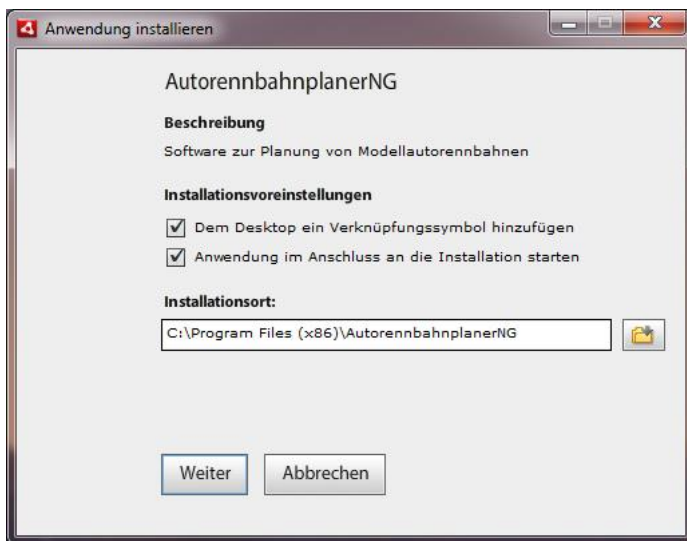 Anwendung installieren
AutorennbahnplanerNG
Beschreibung
Software zur Planung von Modellautorennbahnen
Installationsvoreinstellungen
Dem Desktop ein Verknüpfungssymbol hinzufügen
Anwendung im Anschluss an die Installation starten
Installationsort:
C:\Program Files (x86)\AutorennbahnplanerNG
Weiter
Abbrechen